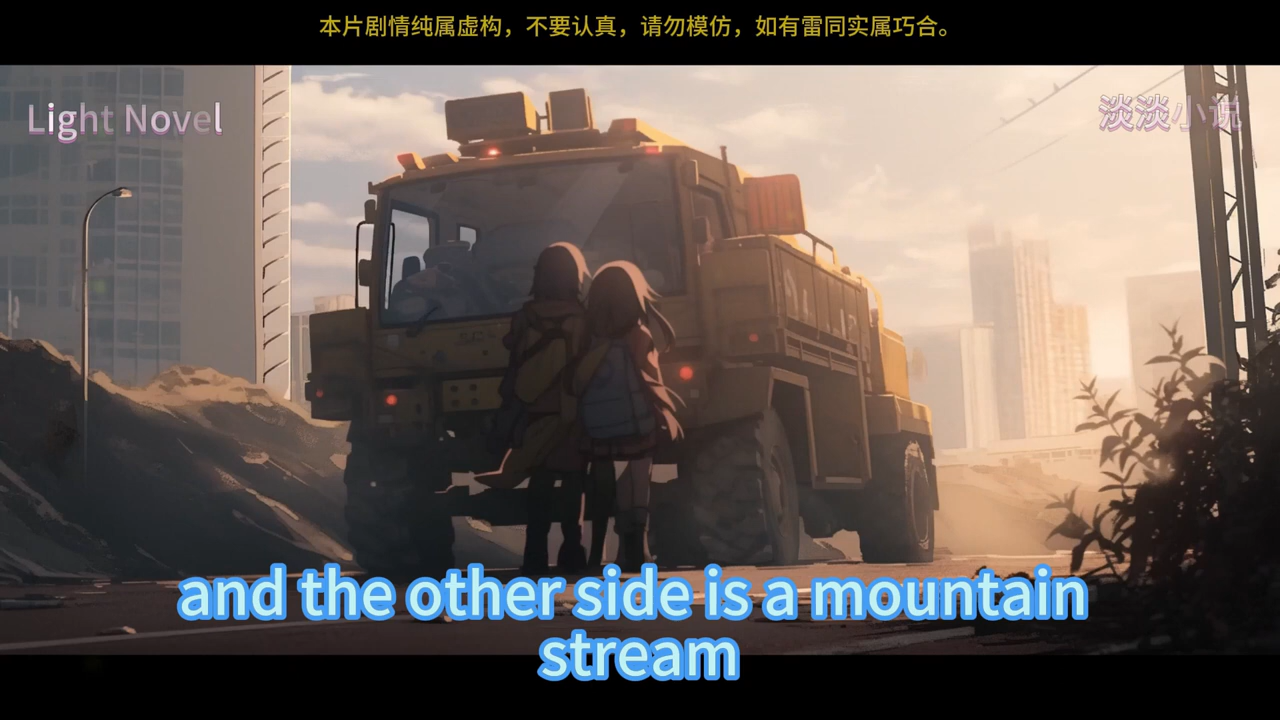 本片剧情纯属虚构，不要认真，请勿模仿，如有雷同实属巧合。
Light Novel
淡淡小说
and the other side is a mountain
stream